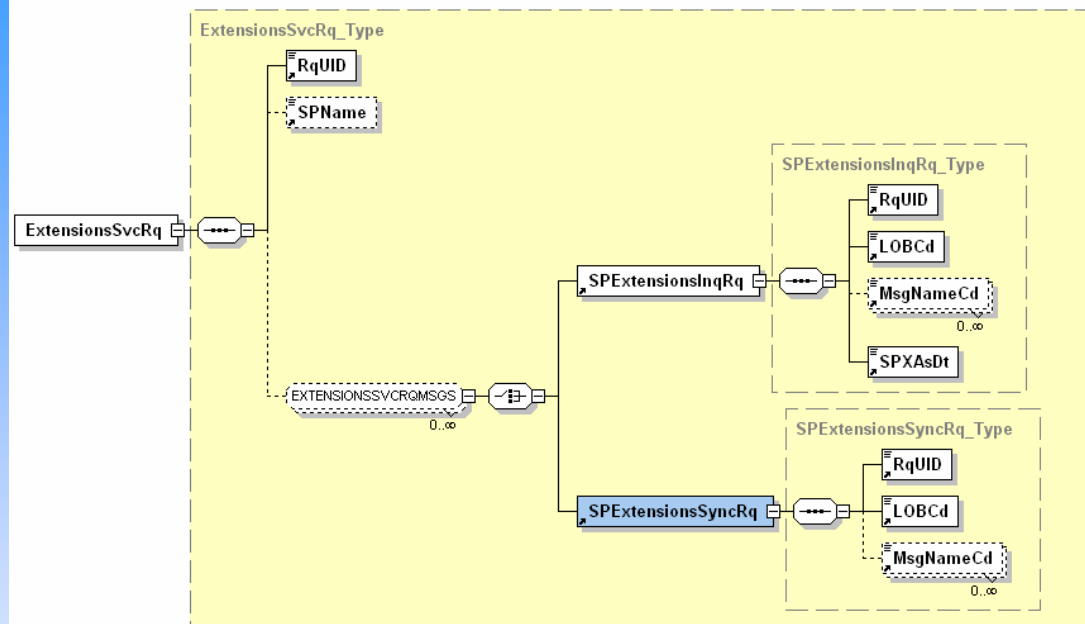 ExtensionsSvcRq_Type
RqUID
SPName
SPExtensionsInqRq_Type
RqUID
ExtensionsSvcRq
LOBCd
SPExtensionsInqRq
MsgNameCd
0..∞
SPXAsDt
EXTENSIONSSVCRQMSGS
0..∞
SPExtensionsSyncRq_Type
RqUID
SPExtensionsSyncRq
LOBCd
MsgNameCd
0..∞